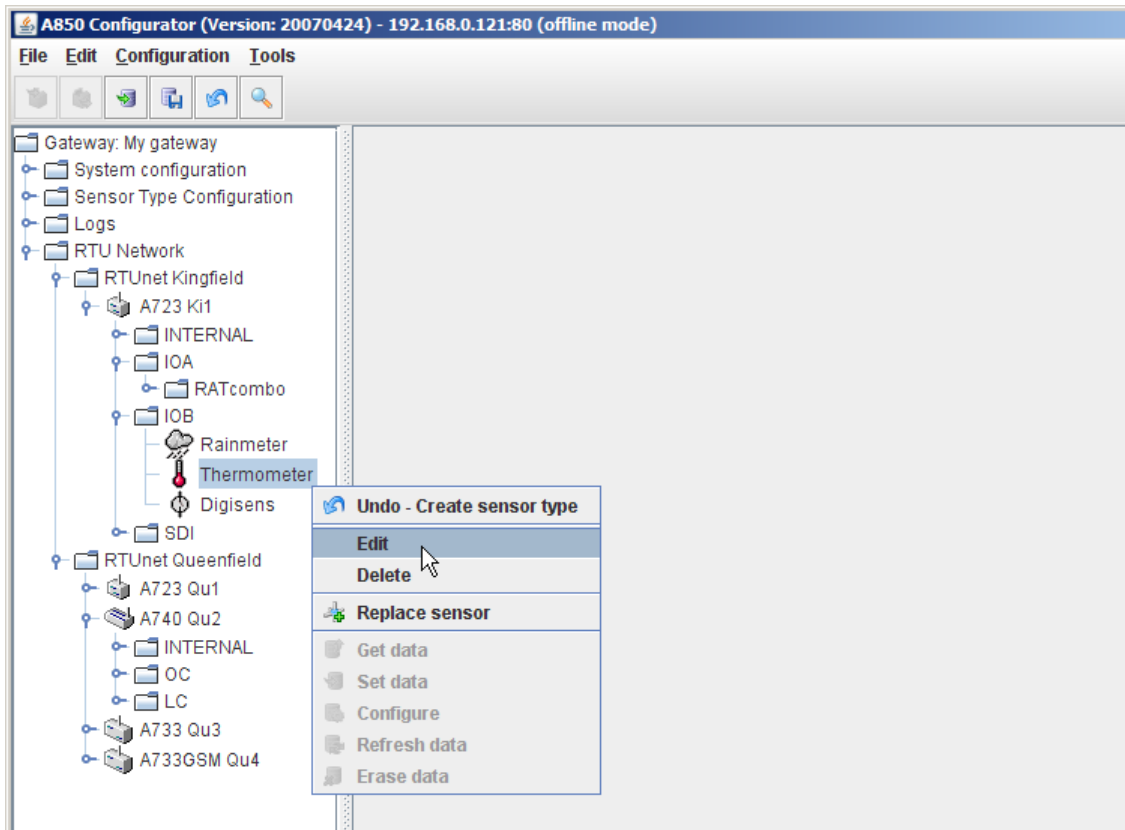 A850 Configurator (Version: 20070424) - 192.168.0.121:80 (offline mode)
File Edit Configuration Tools
Gateway: My gateway
System configuration
Sensor Type Configuration
Logs
RTU Network
RTUnet Kingfield
A723 Ki1
INTERNAL
IOA
RATcombo
IOB
Rainmeter
Thermometer
Digisens
SDI
RTUnet Queenfield
A723 Qu1
A740 Qu2
INTERNAL
OC
LC
A733 Qu3
A733GSM Qu4
Undo - Create sensor type
Edit
Delete
Replace sensor
Get data
Set data
Configure
Refresh data
Erase data